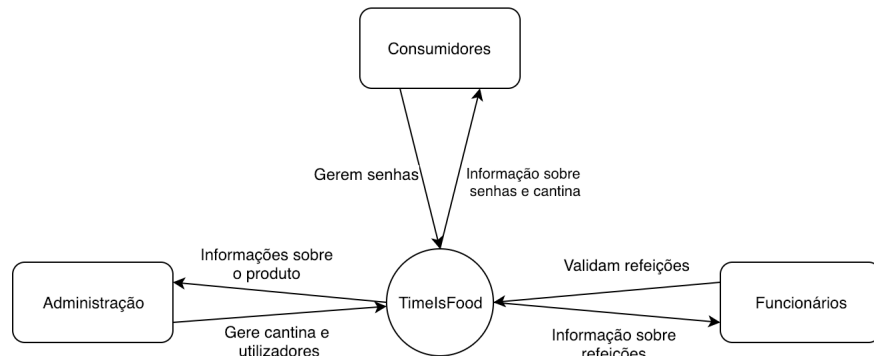 Consumidores
Gerem senhas
Informação sobre
senhas e cantina
Informações sobre
o produto
Validam refeições
Administração
TimeIsFood
Funcionários
Gere cantina e
utilizadores
Informação sobre
refeições